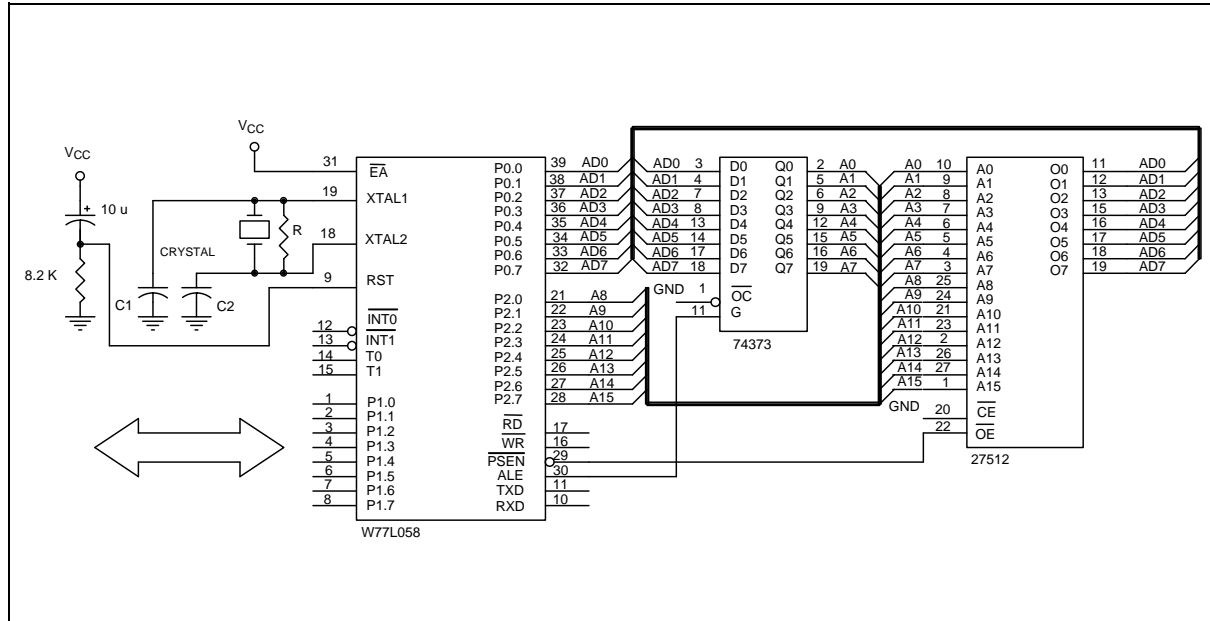 VCC
VCC
10 u
8.2 K
CRYSTAL
C1
C2
R
31 EA
19 XTAL1
18 XTAL2
9 RST
12 INT0
13 INT1
14 T0
15 T1
1 P1.0
2 P1.1
3 P1.2
4 P1.3
5 P1.4
6 P1.5
7 P1.6
8 P1.7
P0.0 39 AD0
P0.1 38 AD1
P0.2 37 AD2
P0.3 36 AD3
P0.4 35 AD4
P0.5 34 AD5
P0.6 33 AD6
P0.7 32 AD7
P2.0 21 A8
P2.1 22 A9
P2.2 23 A10
P2.3 24 A11
P2.4 25 A12
P2.5 26 A13
P2.6 27 A14
P2.7 28 A15
RD 17
WR 16
PSEN 29
ALE 30
TXD 11
RXD 10
W77L058
AD0 3 D0 Q0 2 A0
AD1 4 D1 Q1 5 A1
AD2 7 D2 Q2 6 A2
AD3 8 D3 Q3 9 A3
AD4 13 D4 Q4 12 A4
AD5 14 D5 Q5 15 A5
AD6 17 D6 Q6 16 A6
AD7 18 D7 Q7 19 A7
GND 1 OC
11 G
74373
A0 10 A0 O0 11 AD0
A1 9 A1 O1 12 AD1
A2 8 A2 O2 13 AD2
A3 7 A3 O3 15 AD3
A4 6 A4 O4 16 AD4
A5 5 A5 O5 17 AD5
A6 4 A6 O6 18 AD6
A7 3 A7 O7 19 AD7
A8 25 A8
A9 24 A9
A10 21 A10
A11 23 A11
A12 2 A12
A13 26 A13
A14 27 A14
A15 1 A15
GND 20 CE
22 OE
27512